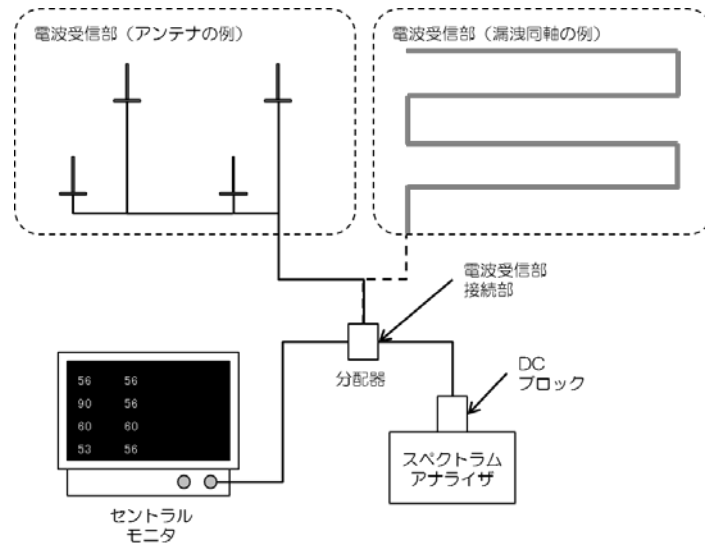 電波受信部（アンテナの例）
電波受信部（漏洩同軸の例）
電波受信部
接続部
分配器
DC
ブロック
56 56
90 56
60 60
53 56
スペクトラム
アナライザ
セントラル
モニタ